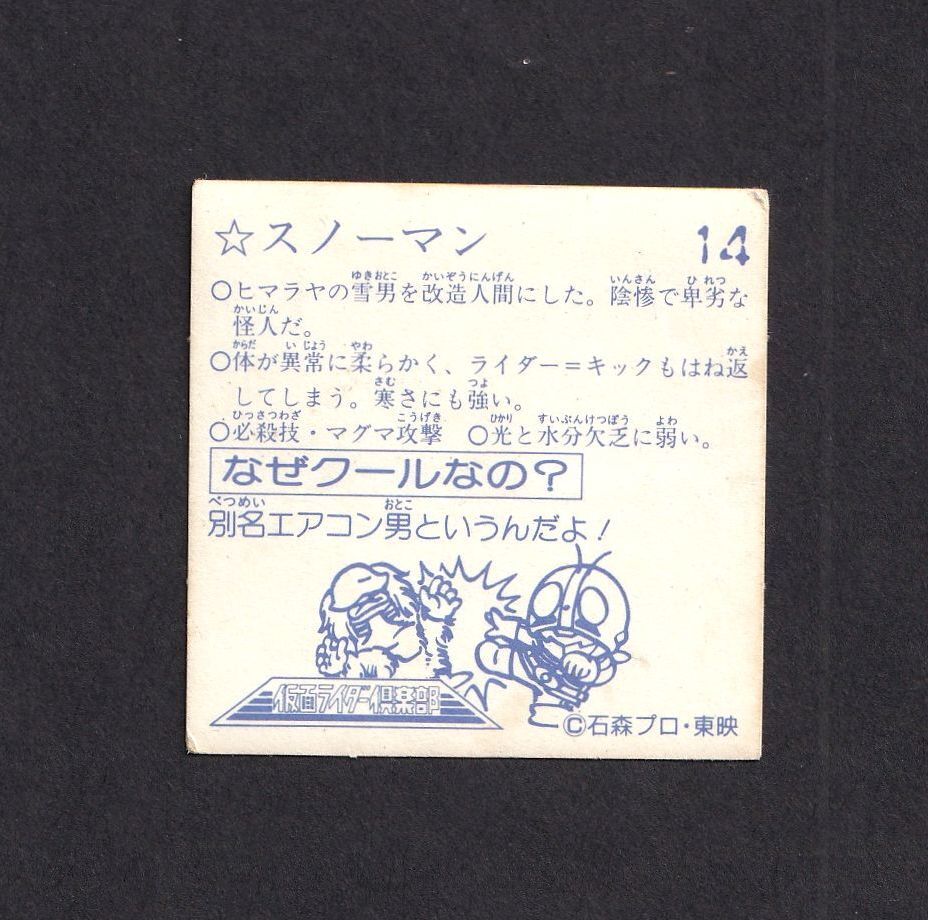 ☆スノーマン 14
○ヒマラヤの雪男を改造人間にした。陰惨で卑劣な
怪人だ。
○体が異常に柔らかく、ライダー=キックもはね返
してしまう。寒さにも強い。
○必殺技・マグマ攻撃 ○光と水分欠乏に弱い。
なぜクールなの?
別名エアコン男というんだよ!
仮面ライダー倶楽部
©石森プロ・東映